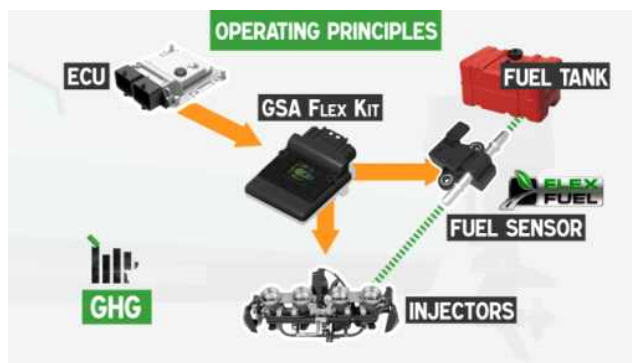 OPERATING PRINCIPLES
ECU
FUEL TANK
GSA FLEX KIT
FLEX
FUEL
FUEL SENSOR
GHG
INJECTORS